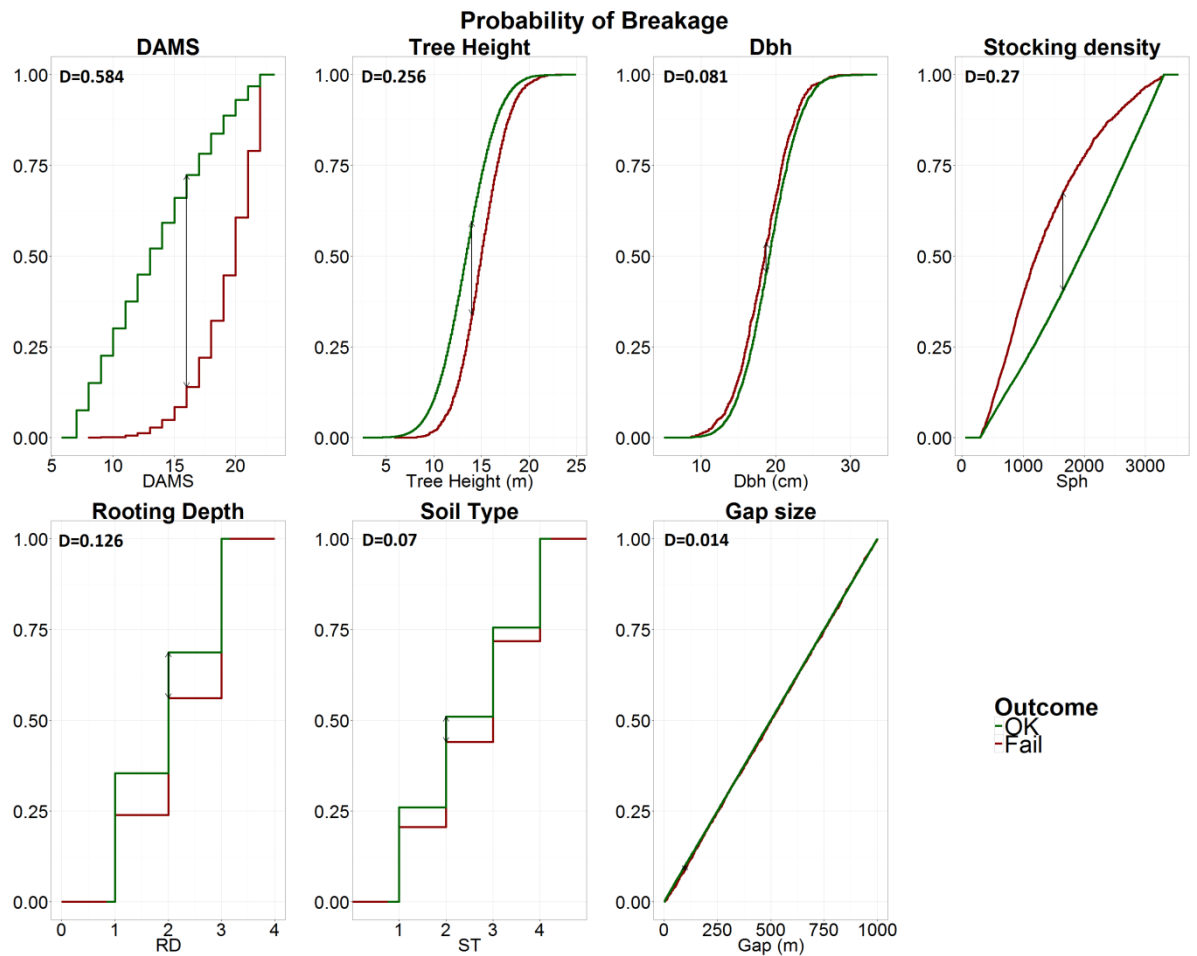 Probability of Breakage
DAMS
D=0.584
1.00
0.75
0.50
0.25
0.00
5 10 15 20
DAMS
Tree Height
D=0.256
1.00
0.75
0.50
0.25
0.00
5 10 15 20 25
Tree Height (m)
Dbh
D=0.081
1.00
0.75
0.50
0.25
0.00
10 20 30
Dbh (cm)
Stocking density
D=0.27
1.00
0.75
0.50
0.25
0.00
0 1000 2000 3000
Sph
Rooting Depth
D=0.126
1.00
0.75
0.50
0.25
0.00
0 1 2 3 4
RD
Soil Type
D=0.07
1.00
0.75
0.50
0.25
0.00
1 2 3 4
ST
Gap size
D=0.014
1.00
0.75
0.50
0.25
0.00
0 250 500 750 1000
Gap (m)
Outcome
OK
Fail